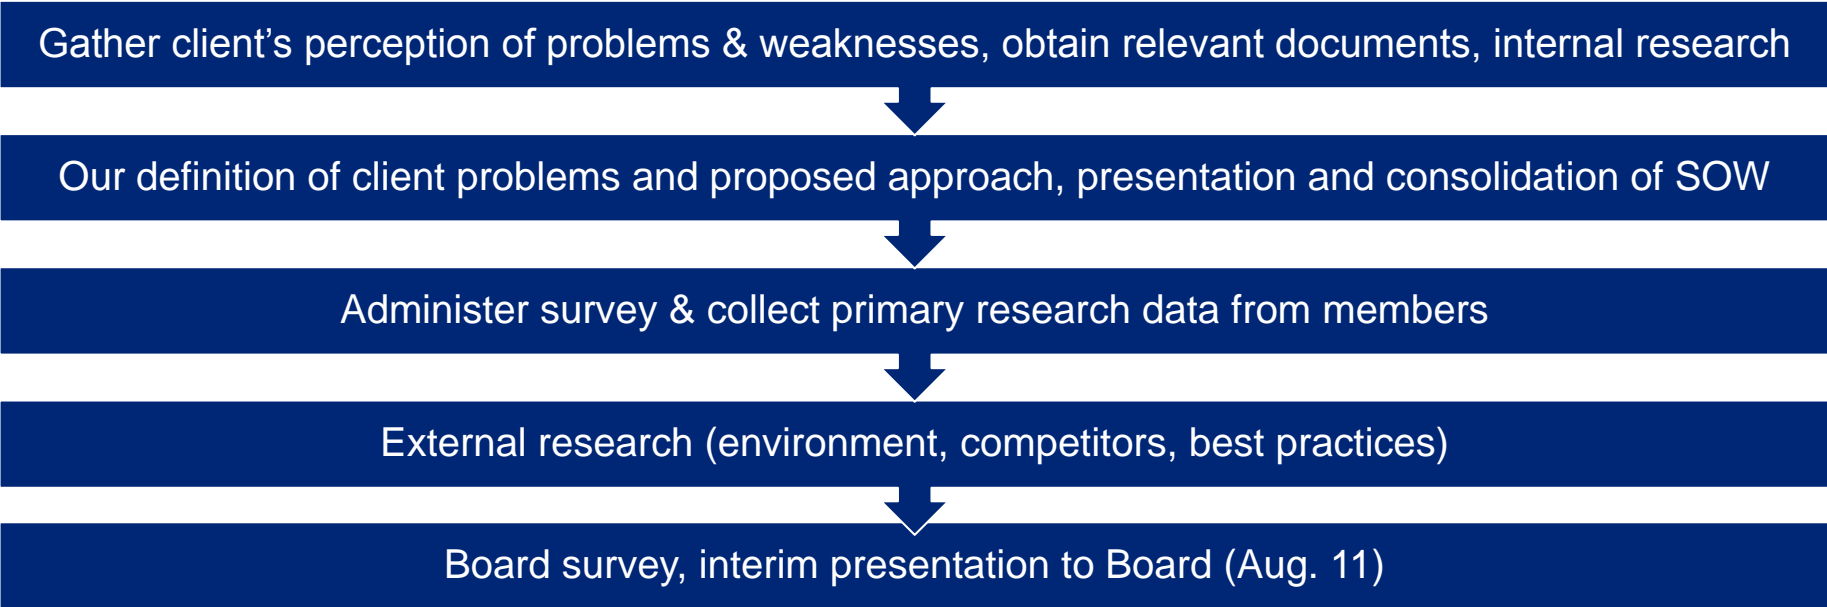 Gather client’s perception of problems & weaknesses, obtain relevant documents, internal research
Our definition of client problems and proposed approach, presentation and consolidation of SOW
Administer survey & collect primary research data from members
External research (environment, competitors, best practices)
Board survey, interim presentation to Board (Aug. 11)